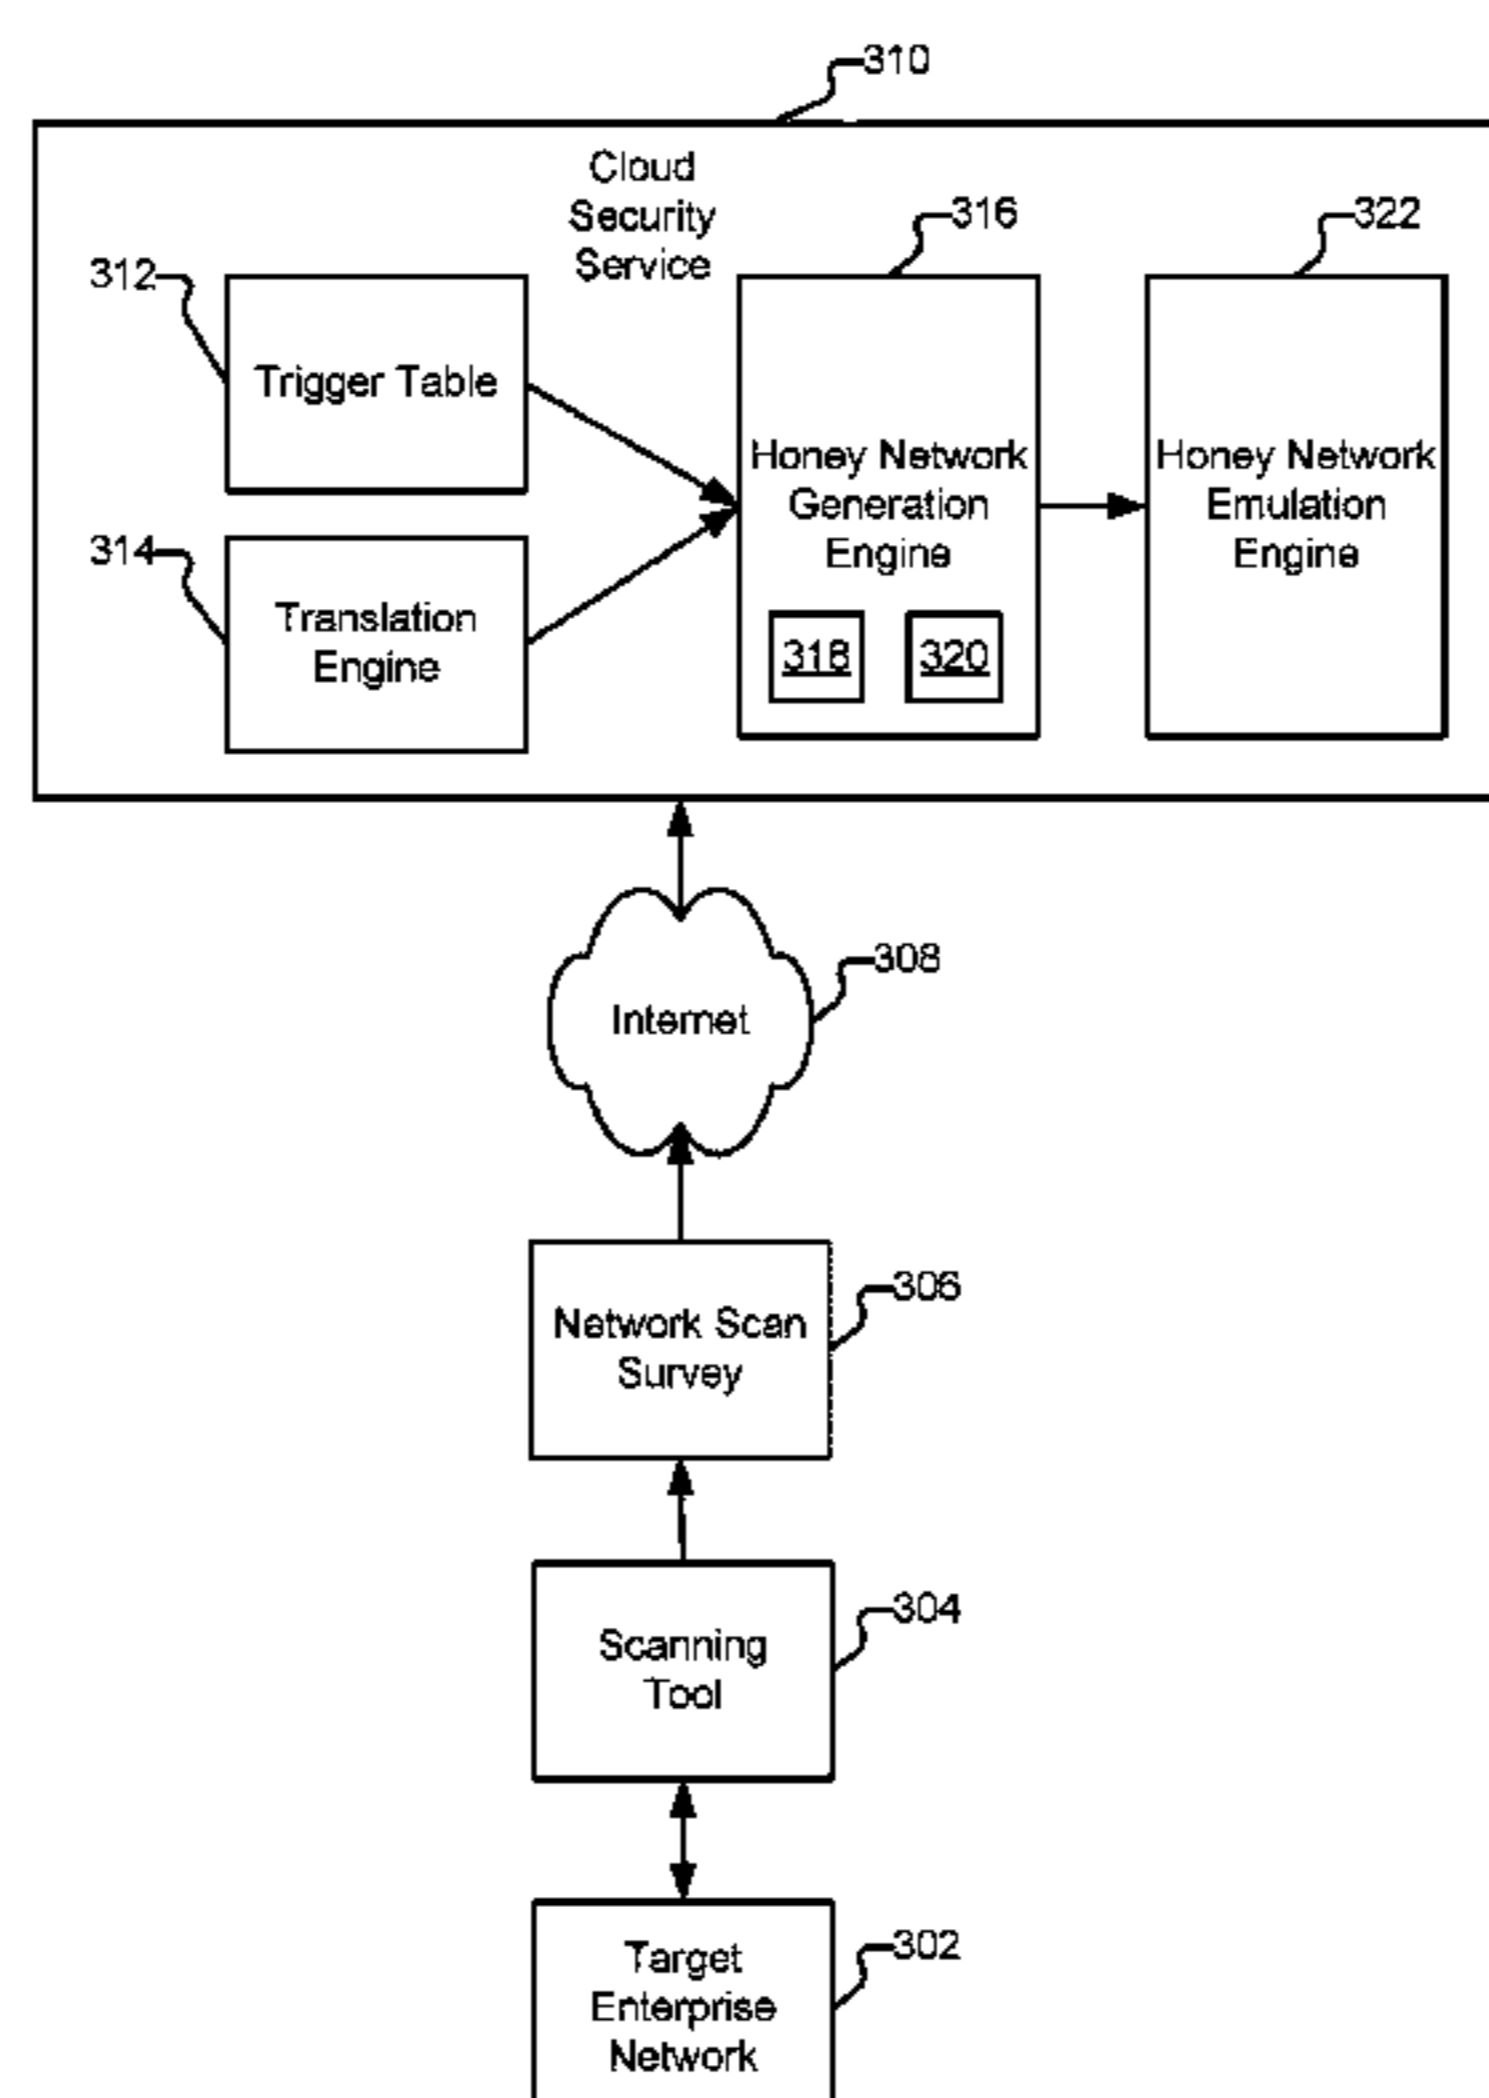 310
Cloud
Security
Service
316
322
312
Trigger Table
Honey Network
Generation
Engine
Honey Network
Emulation
Engine
314
Translation
Engine
318
320
308
Internet
306
Network Scan
Survey
304
Scanning
Tool
302
Target
Enterprise
Network